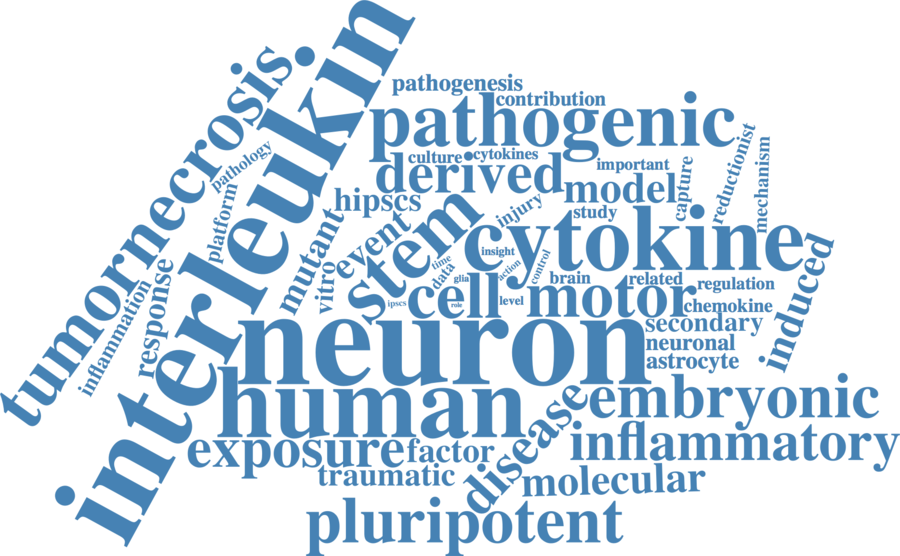 interleukin
tumornecrosis
pathogenesis
contribution
pathogenic
culture
cytokines
important
derived
model
hipscs
study
capture
reductionist
mechanism
pathology
platform
mutant
vitro
event
stem
injury
cytokine
insight
time
data
glia
action
control
brain
related
regulation
ipscs
cell
role
level
motor
chemokine
induced
inflammation
response
neuron
secondary
neuronal
astrocyte
human
disease
embryonic
exposure
factor
inflammatory
traumatic
molecular
pluripotent